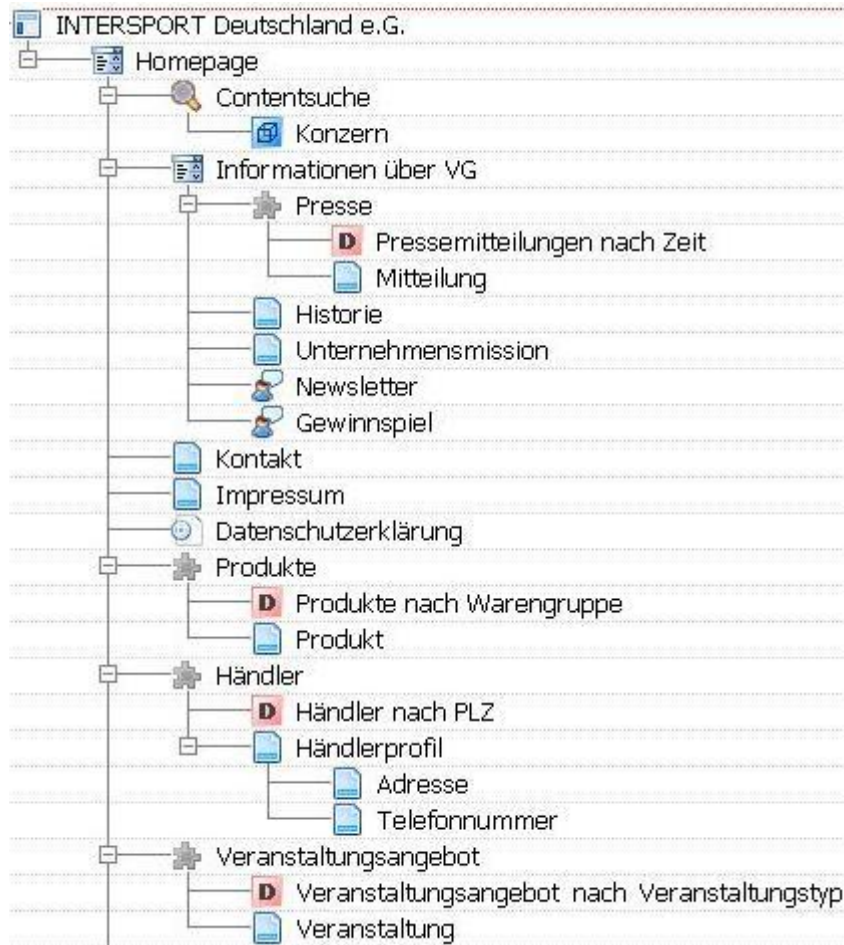 INTERSPORT Deutschland e.G.
Homepage
Contentsuche
Konzern
Informationen über VG
Presse
D Pressemitteilungen nach Zeit
Mitteilung
Historie
Unternehmensmission
Newsletter
Gewinnspiel
Kontakt
Impressum
Datenschutzerklärung
Produkte
D Produkte nach Warengruppe
Produkt
Händler
D Händler nach PLZ
Händlerprofil
Adresse
Telefonnummer
Veranstaltungsangebot
D Veranstaltungsangebot nach Veranstaltungstyp
Veranstaltung